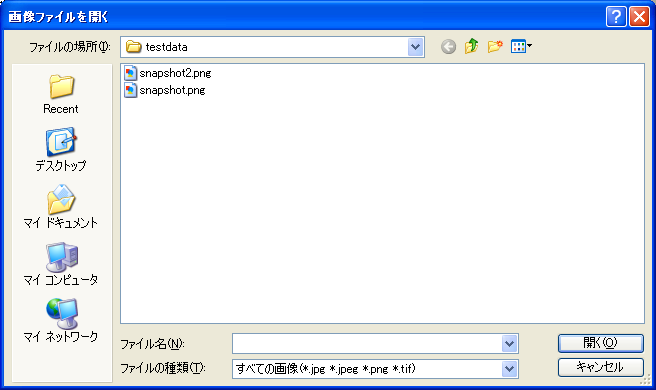 画像ファイルを開く
ファイルの場所(I):
testdata
Recent
デスクトップ
マイ ドキュメント
マイ コンピュータ
マイ ネットワーク
snapshot2.png
snapshot.png
ファイル名(N):
開く(O)
ファイルの種類(T):
すべての画像(*.jpg *.jpeg *.png *.tif)
キャンセル